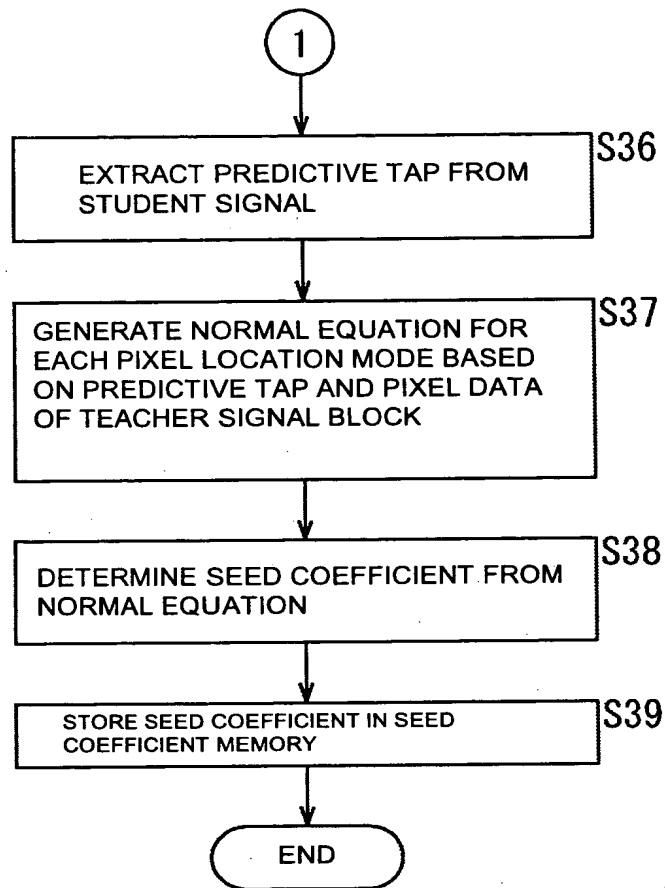 1
S36
EXTRACT PREDICTIVE TAP FROM
STUDENT SIGNAL
S37
GENERATE NORMAL EQUATION FOR
EACH PIXEL LOCATION MODE BASED
ON PREDICTIVE TAP AND PIXEL DATA
OF TEACHER SIGNAL BLOCK
S38
DETERMINE SEED COEFFICIENT FROM
NORMAL EQUATION
S39
STORE SEED COEFFICIENT IN SEED
COEFFICIENT MEMORY
END